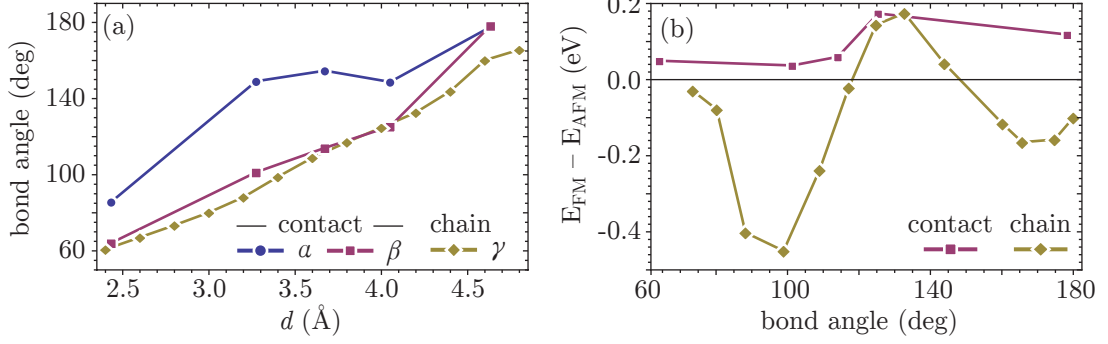 (a)
180
140
100
60
bond angle (deg)
contact chain
α β γ
2.5 3.0 3.5 4.0 4.5
d (Å)
(b)
0.2
0.0
-0.2
-0.4
E_FM − E_AFM (eV)
contact chain
60 100 140 180
bond angle (deg)